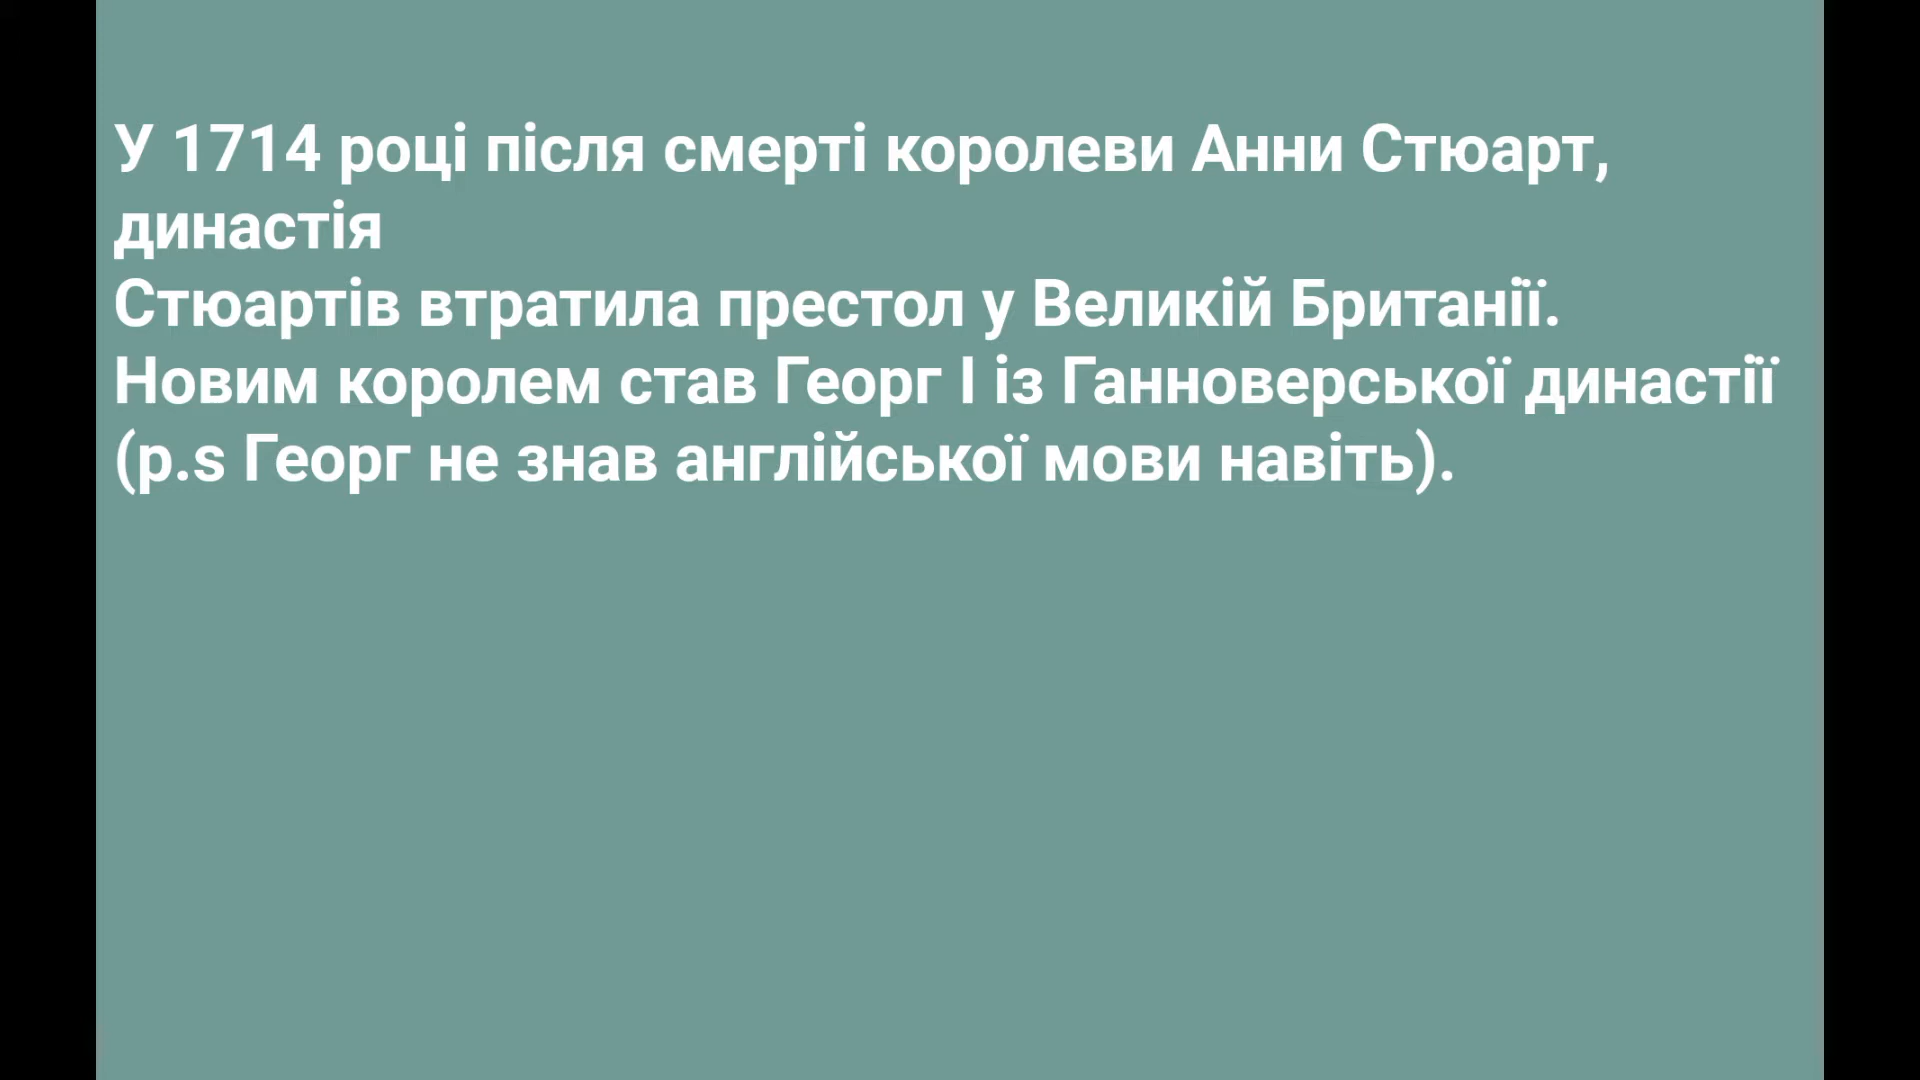 У 1714 році після смерті королеви Анни Стюарт,
династія
Стюартів втратила престол у Великій Британії.
Новим королем став Георг I із Ганноверської династії
(p.s Георг не знав англійської мови навіть).